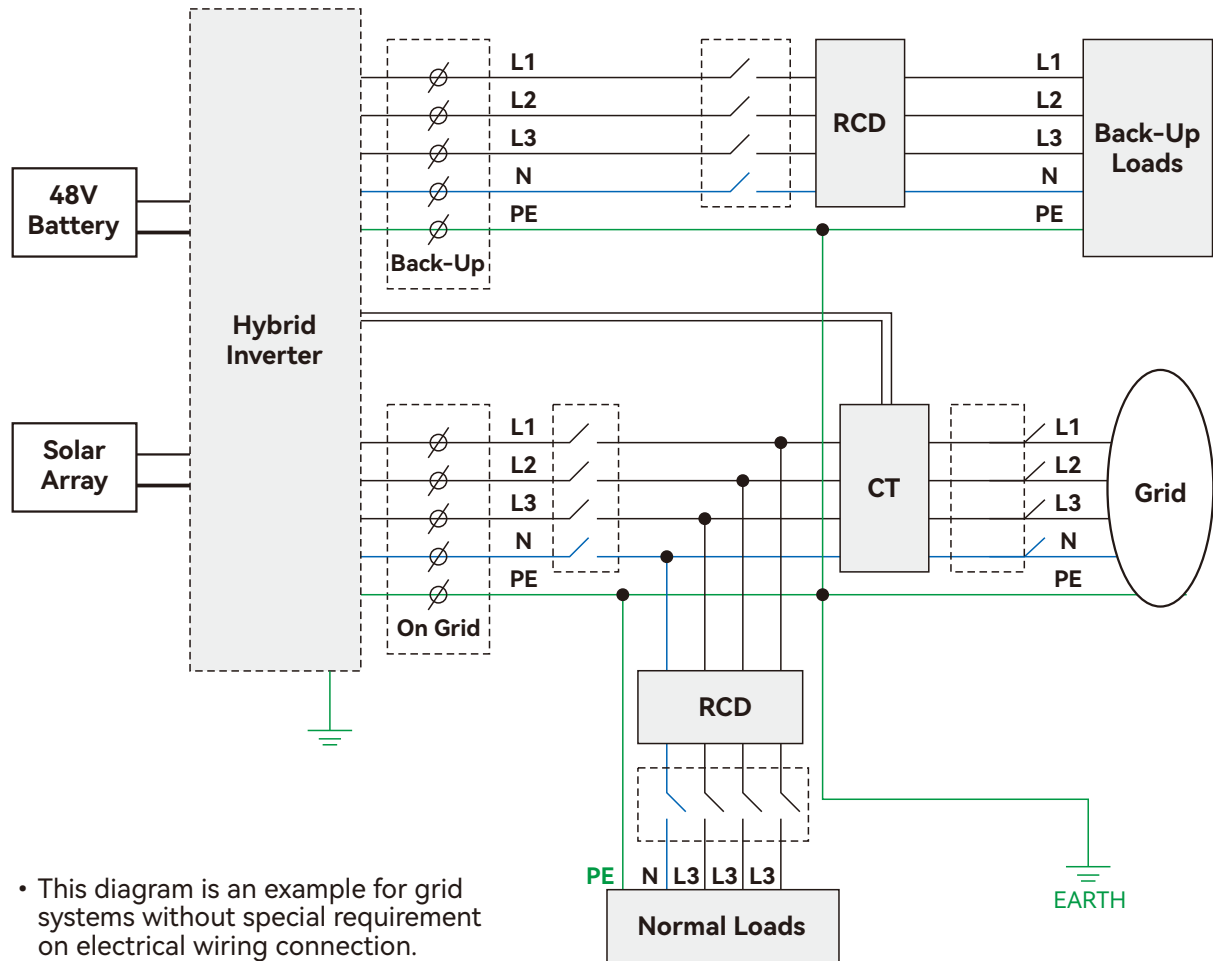 L1
L1
L2
L2
L3
L3
N
N
PE
PE
RCD
Back-Up
Loads
48V
Battery
Back-Up
Hybrid
Inverter
Solar
Array
L1
L2
L3
N
PE
On Grid
CT
L1
L2
L3
N
PE
Grid
RCD
PE N L3 L3 L3
Normal Loads
EARTH
• This diagram is an example for grid
systems without special requirement
on electrical wiring connection.